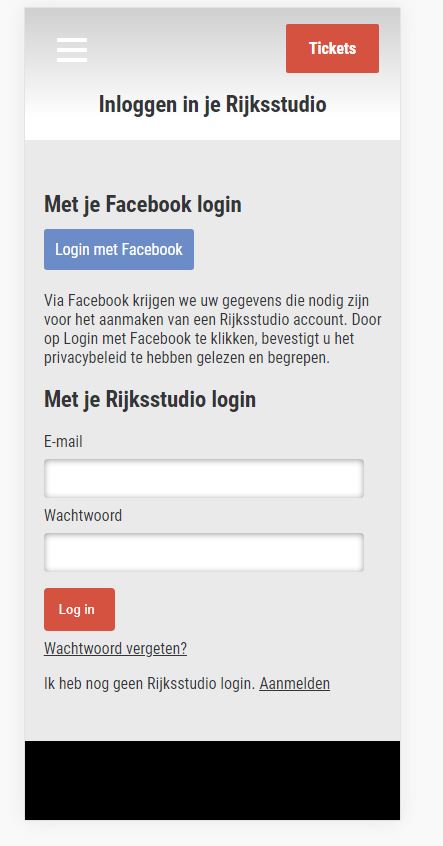 Tickets
Inloggen in je Rijksstudio
Met je Facebook login
Login met Facebook
Via Facebook krijgen we uw gegevens die nodig zijn
voor het aanmaken van een Rijksstudio account. Door
op Login met Facebook te klikken, bevestigt u het
privacybeleid te hebben gelezen en begrepen.
Met je Rijksstudio login
E-mail
Wachtwoord
Log in
Wachtwoord vergeten?
Ik heb nog geen Rijksstudio login. Aanmelden